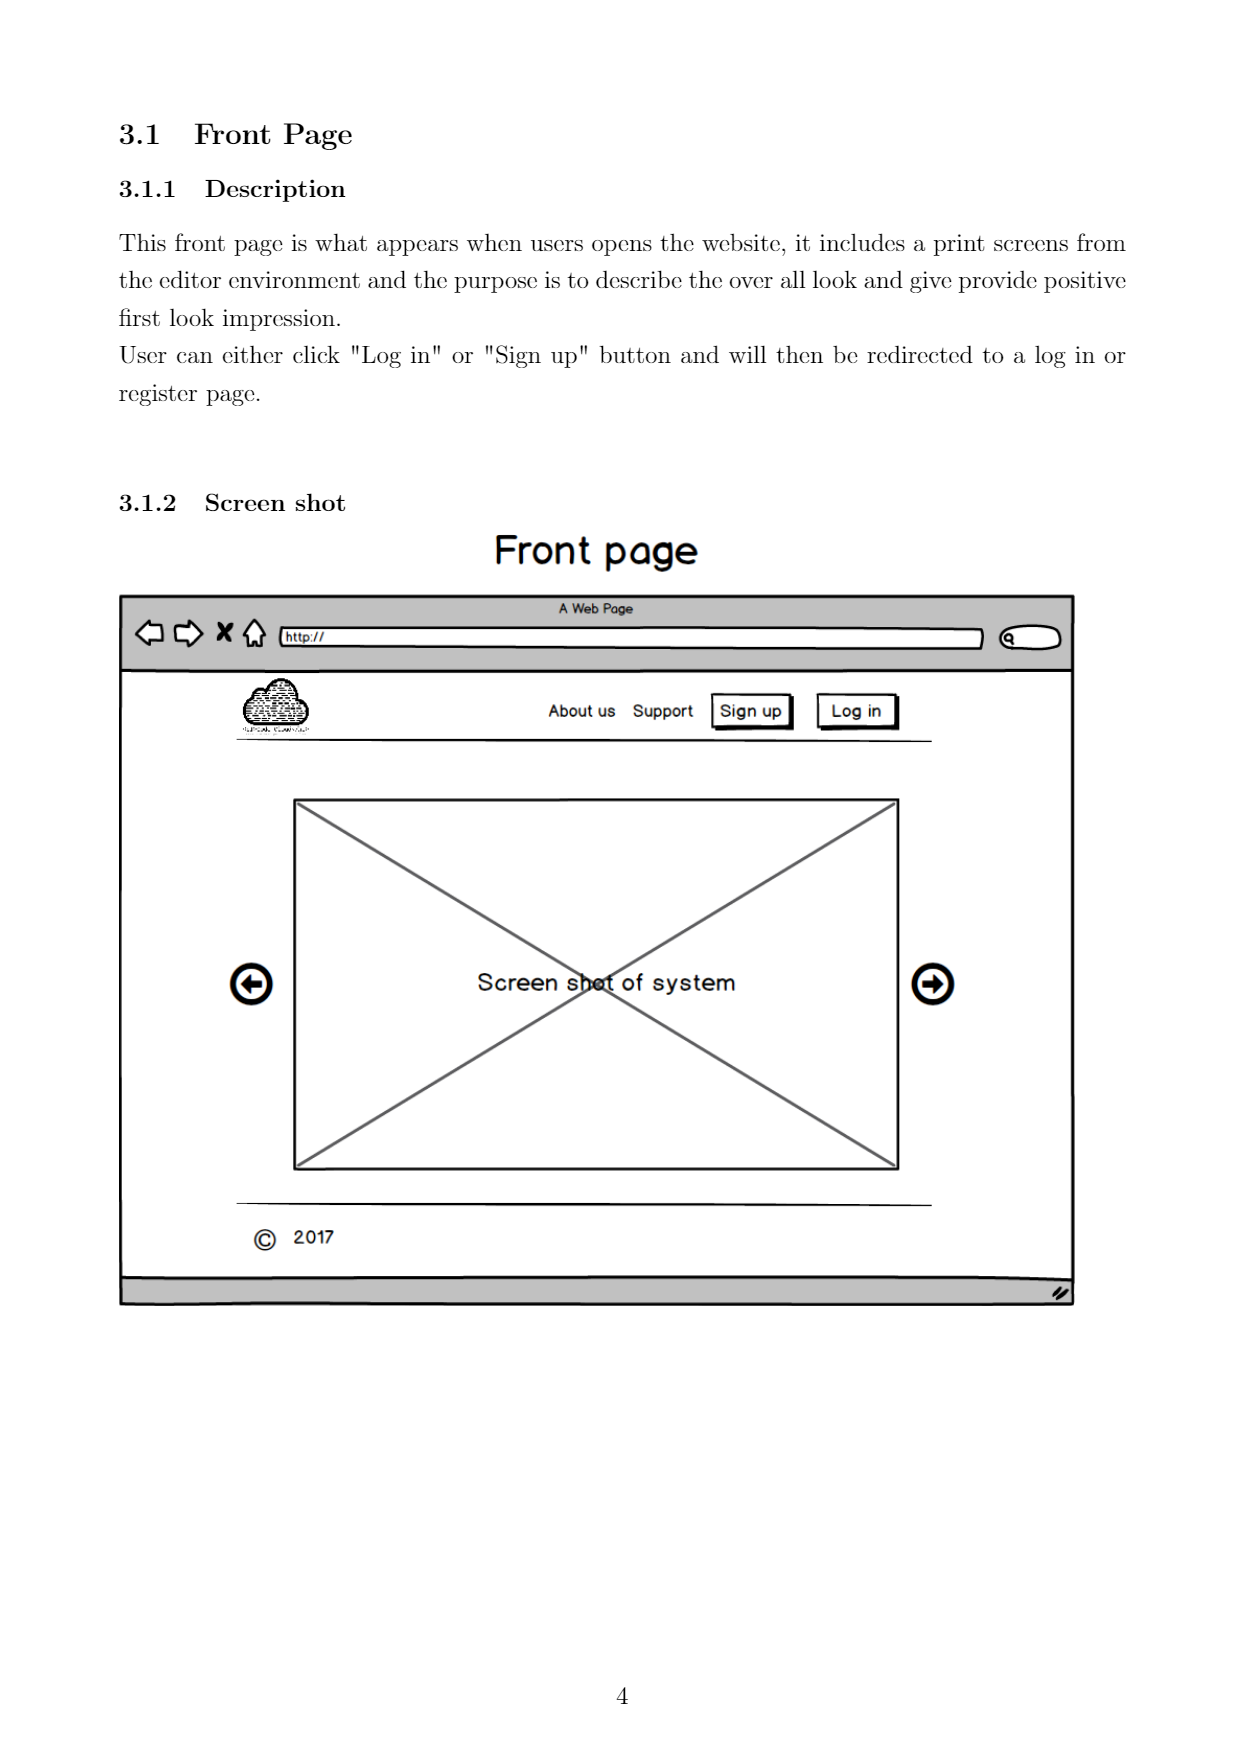 3.1 Front Page
3.1.1 Description
This front page is what appears when users opens the website, it includes a print screens from
the editor environment and the purpose is to describe the over all look and give provide positive
first look impression.
User can either click "Log in" or "Sign up" button and will then be redirected to a log in or
register page.
3.1.2 Screen shot
Front page
A Web Page
http://
About us Support Sign up Log in
Screen shot of system
© 2017
4